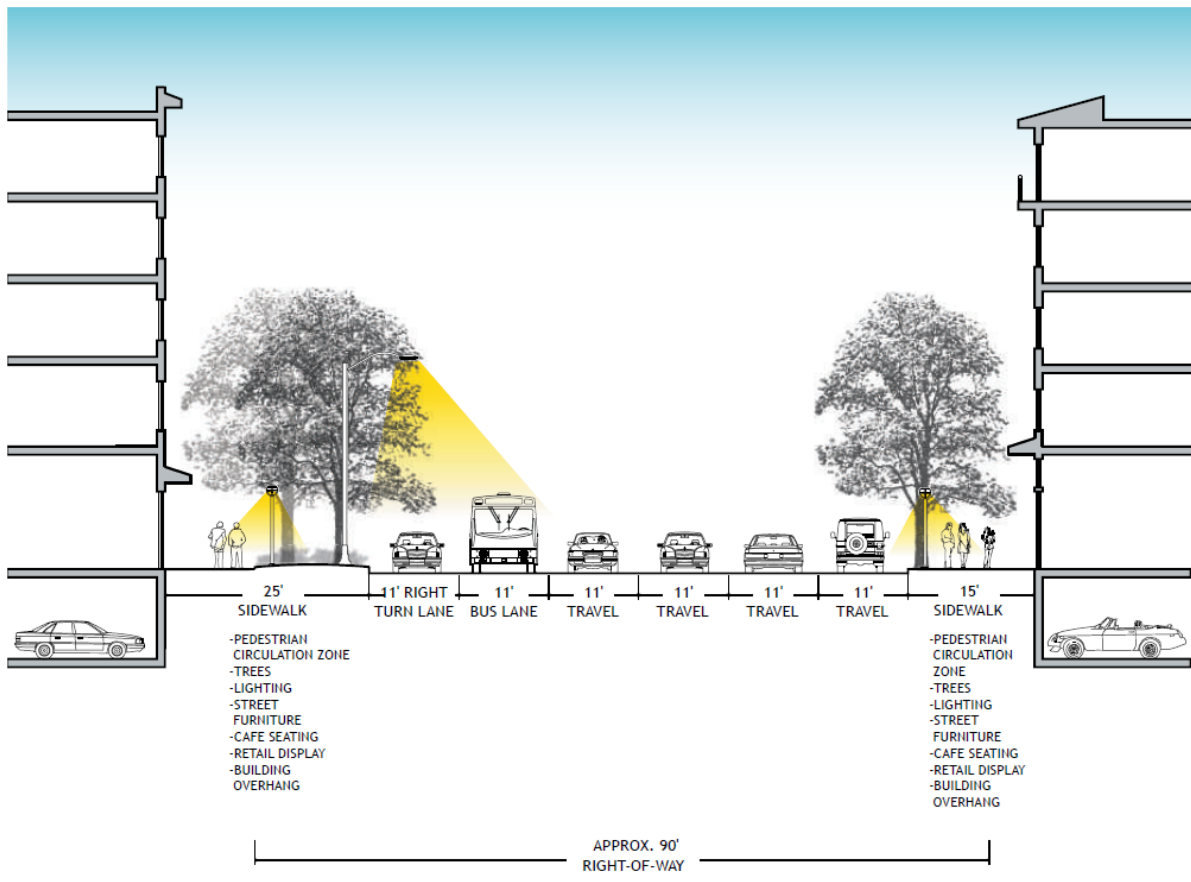 25'
SIDEWALK
11' RIGHT
TURN LANE
11'
BUS LANE
11'
TRAVEL
11'
TRAVEL
11'
TRAVEL
11'
TRAVEL
15'
SIDEWALK
-PEDESTRIAN
CIRCULATION ZONE
-TREES
-LIGHTING
-STREET
FURNITURE
-CAFE SEATING
-RETAIL DISPLAY
-BUILDING
OVERHANG
-PEDESTRIAN
CIRCULATION
ZONE
-TREES
-LIGHTING
-STREET
FURNITURE
-CAFE SEATING
-RETAIL DISPLAY
-BUILDING
OVERHANG
APPROX. 90'
RIGHT-OF-WAY